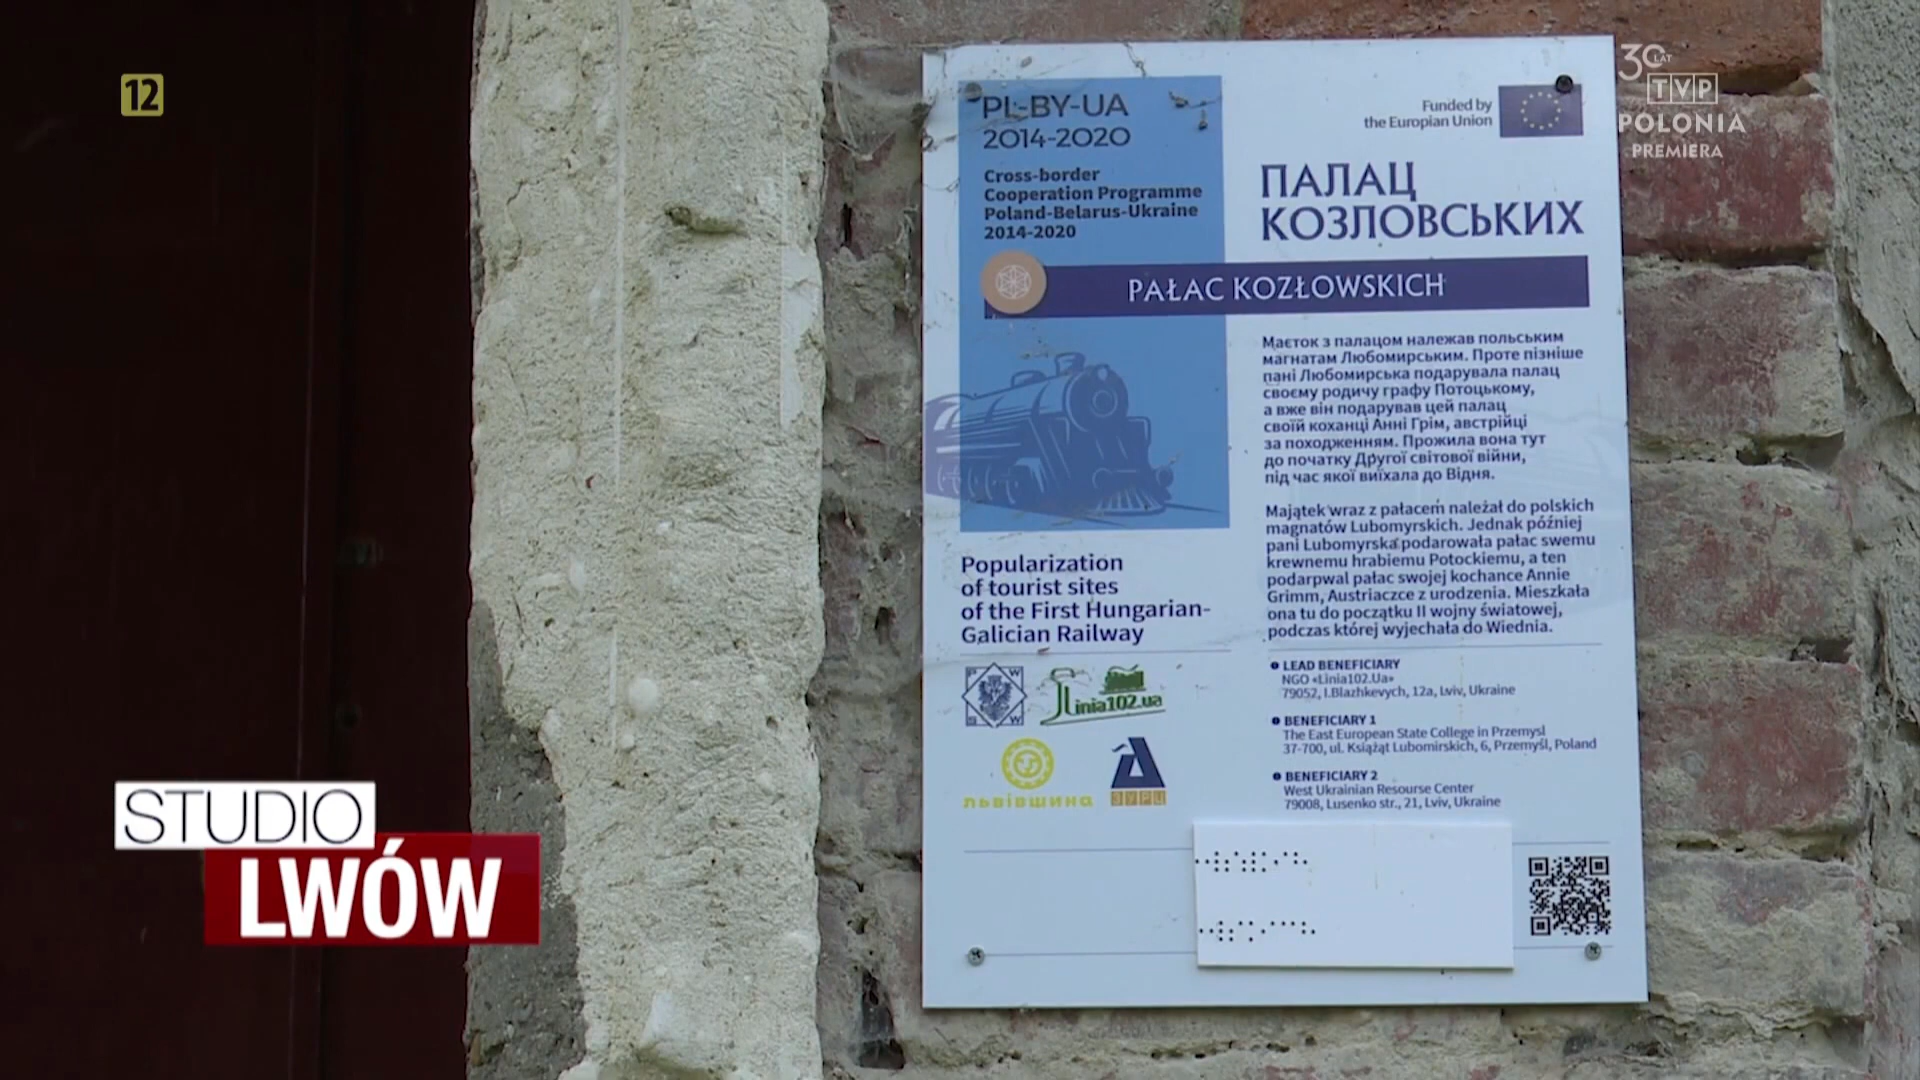 12
30 LAT
TVP
POLONIA
PREMIERA
PL-BY-UA
2014-2020
Cross-border
Cooperation Programme
Poland-Belarus-Ukraine
2014-2020
Funded by
the Europian Union
ПАЛАЦ
КОЗЛОВСЬКИХ
PAŁAC KOZŁOWSKICH
Маєток з палацом належав польським
магнатам Любомирським. Проте пізніше
пані Любомирська подарувала палац
своєму родичу графу Потоцькому,
а вже він подарував цей палац
своїй коханці Анні Грім, австрійці
за походженням. Прожила вона тут
до початку Другої світової війни,
під час якої виїхала до Відня.
Majątek wraz z pałacem należał do polskich
magnatów Lubomyrskich. Jednak później
pani Lubomyrska podarowała pałac swemu
krewnemu hrabiemu Potockiemu, a ten
podarpwal pałac swojej kochance Annie
Grimm, Austriaczce z urodzenia. Mieszkała
ona tu do początku II wojny światowej,
podczas której wyjechała do Wiednia.
Popularization
of tourist sites
of the First Hungarian-
Galician Railway
P W
S W
Linia102.ua
львівщина
ЗУРЦ
LEAD BENEFICIARY
NGO «Linia102.Ua»
79052, I.Blazhkevych, 12a, Lviv, Ukraine
BENEFICIARY 1
The East European State College in Przemysl
37-700, ul. Książąt Lubomirskich, 6, Przemyśl, Poland
BENEFICIARY 2
West Ukrainian Resourse Center
79008, Lusenko str., 21, Lviv, Ukraine
STUDIO
LWÓW